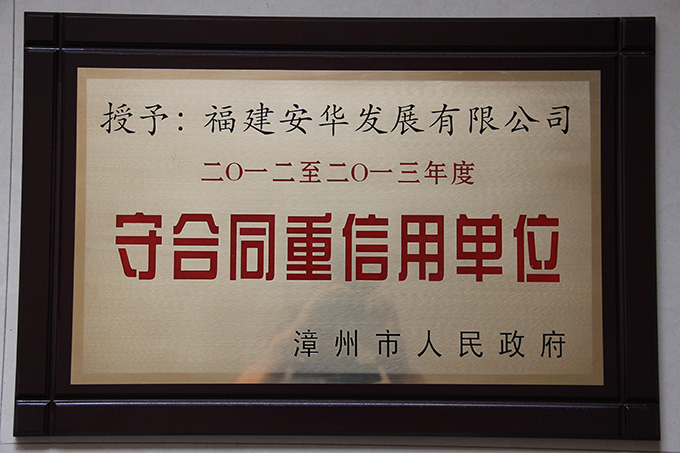 授予：福建安华发展有限公司
二〇一二至二〇一三年度
守合同重信用单位
漳州市人民政府